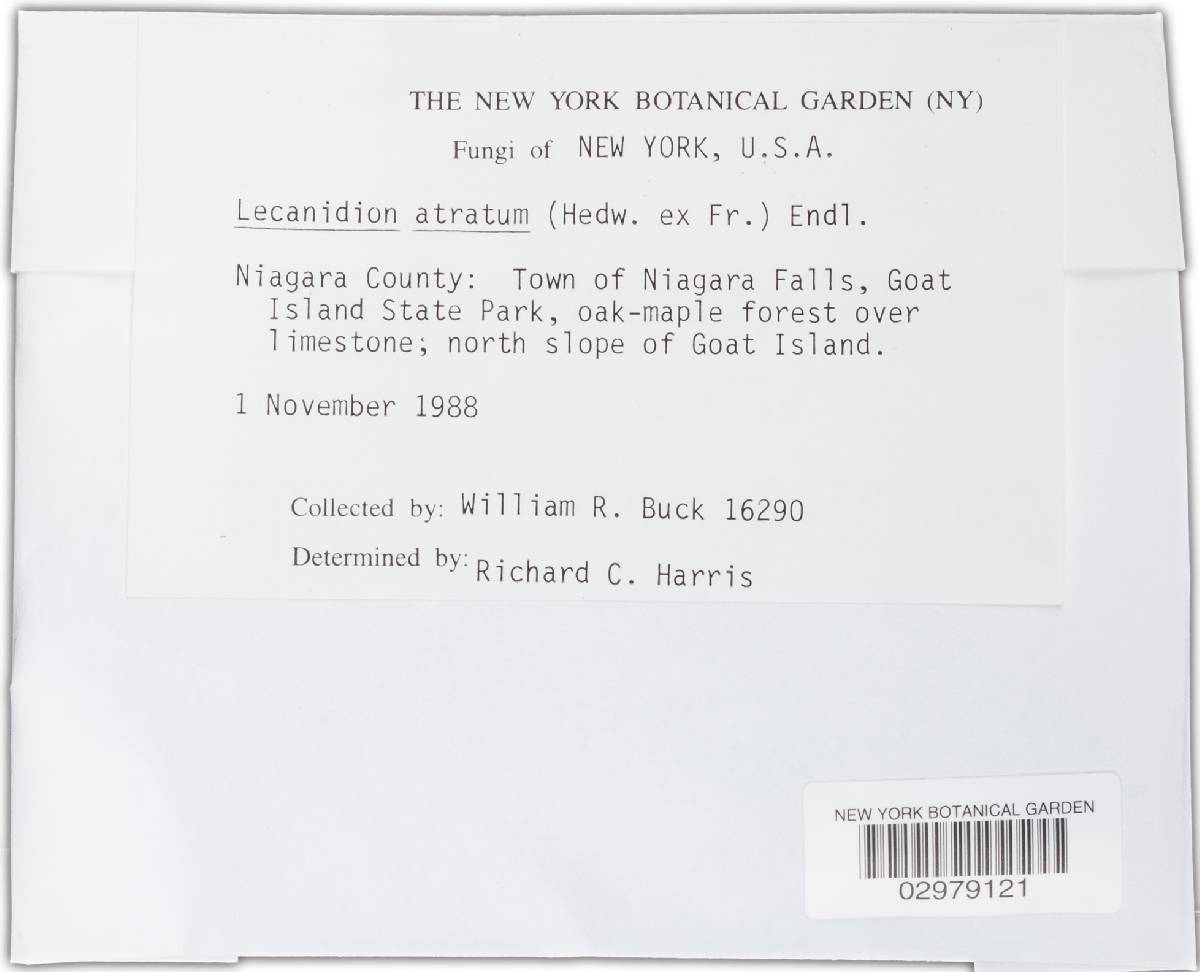 THE NEW YORK BOTANICAL GARDEN (NY)
Fungi of NEW YORK, U.S.A.
Lecanidion atratum (Hedw. ex Fr.) Endl.
Niagara County: Town of Niagara Falls, Goat
Island State Park, oak-maple forest over
limestone; north slope of Goat Island.
1 November 1988
Collected by: William R. Buck 16290
Determined by: Richard C. Harris
NEW YORK BOTANICAL GARDEN
02979121